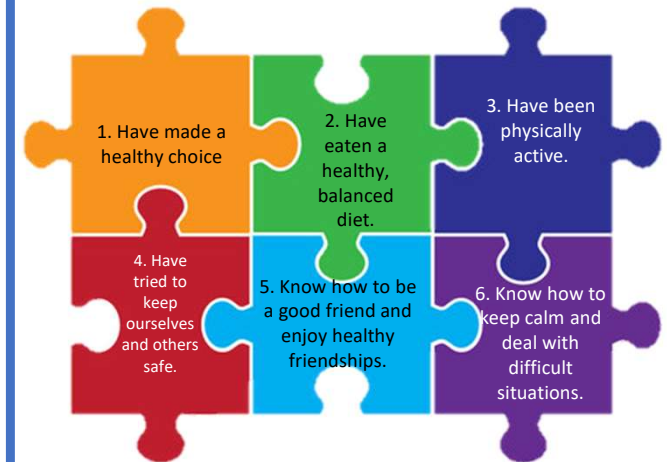 1. Have made a
healthy choice
2. Have
eaten a
healthy,
balanced
diet.
3. Have been
physically
active.
4. Have
tried to
keep
ourselves
and others
safe.
5. Know how to be
a good friend and
enjoy healthy
friendships.
6. Know how to
keep calm and
deal with
difficult
situations.